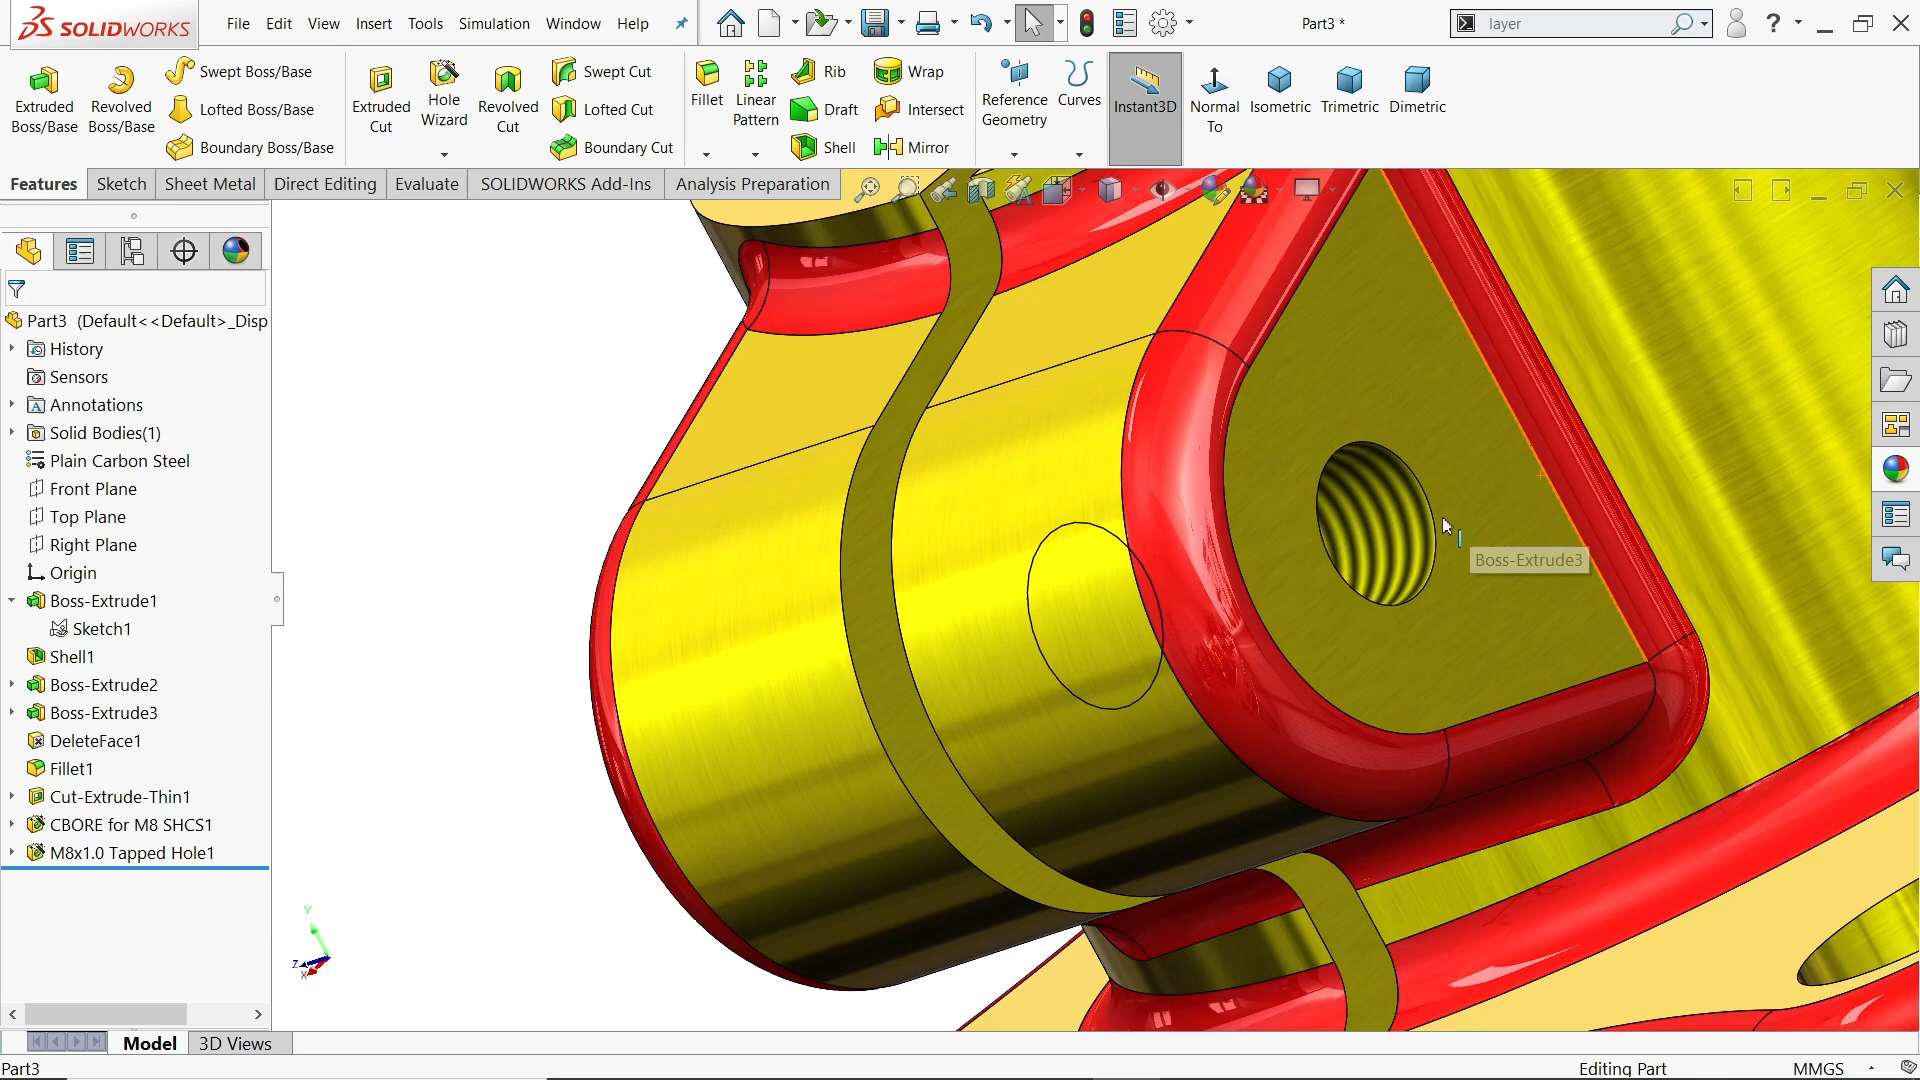 SOLIDWORKS File Edit View Insert Tools Simulation Window Help Part3 * layer ?
Extruded Boss/Base
Revolved Boss/Base
Swept Boss/Base
Lofted Boss/Base
Boundary Boss/Base
Extruded Cut
Hole Wizard
Revolved Cut
Swept Cut
Lofted Cut
Boundary Cut
Fillet
Linear Pattern
Rib
Draft
Shell
Wrap
Intersect
Mirror
Reference Geometry
Curves
Instant3D
Normal To
Isometric
Trimetric
Dimetric
Features Sketch Sheet Metal Direct Editing Evaluate SOLIDWORKS Add-Ins Analysis Preparation
Part3 (Default<<Default>_Disp
History
Sensors
Annotations
Solid Bodies(1)
Plain Carbon Steel
Front Plane
Top Plane
Right Plane
Origin
Boss-Extrude1
Sketch1
Shell1
Boss-Extrude2
Boss-Extrude3
DeleteFace1
Fillet1
Cut-Extrude-Thin1
CBORE for M8 SHCS1
M8x1.0 Tapped Hole1
Boss-Extrude3
Y
Z
X
Model 3D Views
Part3 Editing Part MMGS